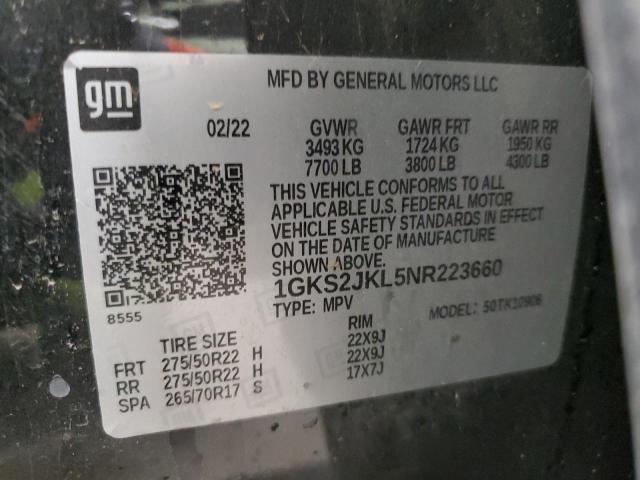 gm
MFD BY GENERAL MOTORS LLC
02/22 GVWR GAWR FRT GAWR RR
3493 KG 1724 KG 1950 KG
7700 LB 3800 LB 4300 LB
THIS VEHICLE CONFORMS TO ALL
APPLICABLE U.S. FEDERAL MOTOR
VEHICLE SAFETY STANDARDS IN EFFECT
ON THE DATE OF MANUFACTURE
SHOWN ABOVE.
1GKS2JKL5NR223660
8555
TYPE: MPV MODEL: 50TK10906
TIRE SIZE RIM
FRT 275/50R22 H 22X9J
RR 275/50R22 H 22X9J
SPA 265/70R17 S 17X7J